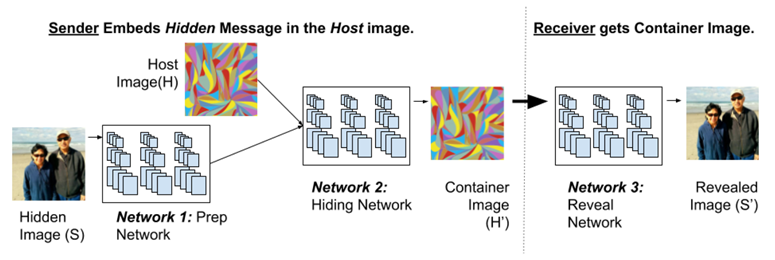 Sender Embeds Hidden Message in the Host image.
Receiver gets Container Image.
Host
Image(H)
Hidden
Image (S)
Network 1: Prep
Network
Network 2:
Hiding Network
Container
Image
(H')
Network 3:
Reveal
Network
Revealed
Image (S')